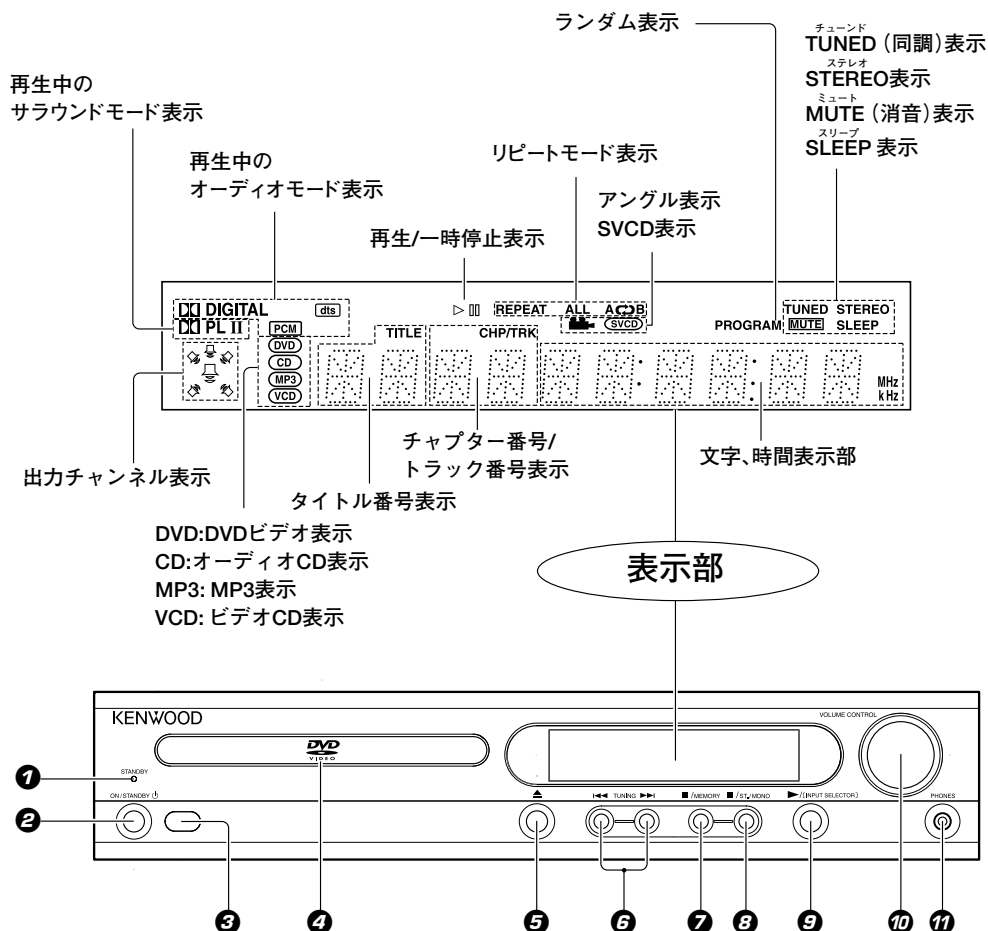 ランダム表示
チューンド
TUNED（同調）表示
ステレオ
STEREO表示
ミュート
MUTE（消音）表示
スリープ
SLEEP 表示
再生中の
サラウンドモード表示
再生中の
オーディオモード表示
リピートモード表示
アングル表示
SVCD表示
再生/一時停止表示
DIGITAL dts
PL II
PCM
DVD
CD
MP3
VCD
TITLE
CHP/TRK
REPEAT ALL A B
SVCD
PROGRAM
TUNED STEREO
MUTE SLEEP
MHz
kHz
出力チャンネル表示
チャプター番号/
トラック番号表示
文字、時間表示部
タイトル番号表示
DVD:DVDビデオ表示
CD:オーディオCD表示
MP3: MP3表示
VCD: ビデオCD表示
表示部
KENWOOD
DVD
VIDEO
VOLUME CONTROL
STANDBY
ON/STANDBY
TUNING
/MEMORY
/ST./MONO
/(INPUT SELECTOR)
PHONES
1
2
3
4
5
6
7
8
9
10
11